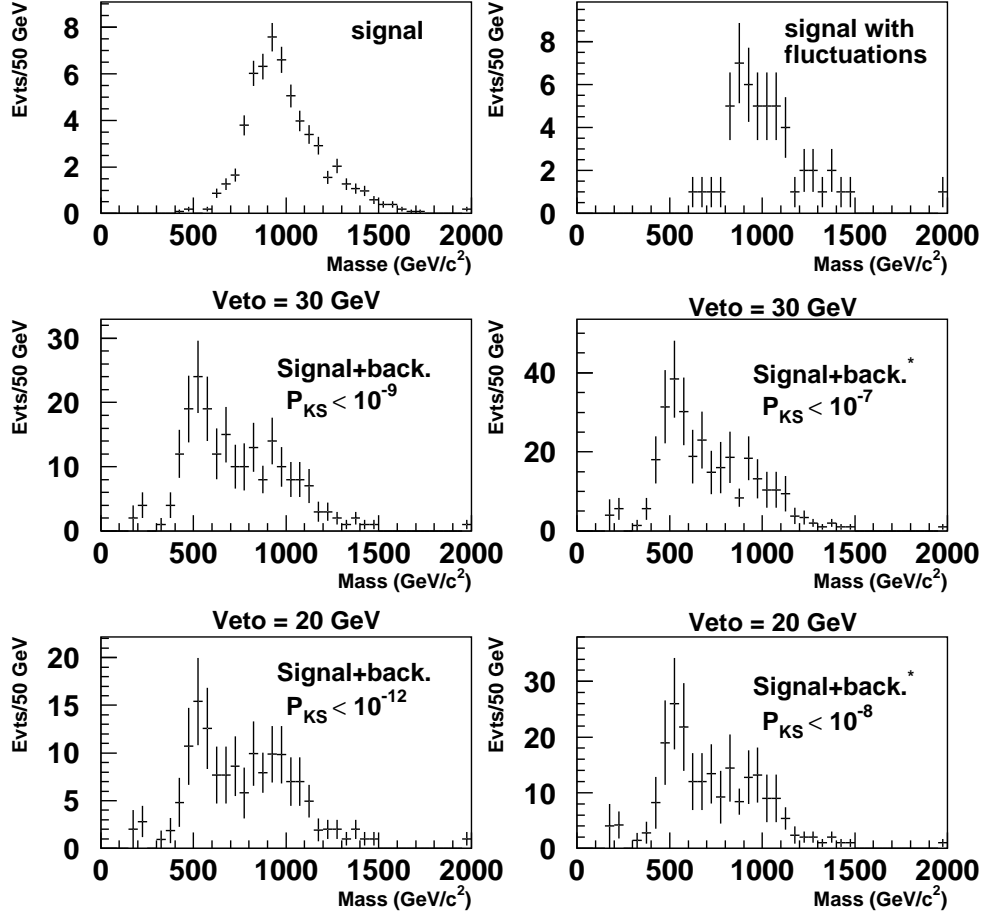 signal
Evts/50 GeV
8
6
4
2
0
0 500 1000 1500 2000
Masse (GeV/c²)
signal with
fluctuations
Evts/50 GeV
8
6
4
2
0
0 500 1000 1500 2000
Mass (GeV/c²)
Veto = 30 GeV
Signal+back.
P_KS < 10⁻⁹
Evts/50 GeV
30
20
10
0
0 500 1000 1500 2000
Mass (GeV/c²)
Veto = 30 GeV
Signal+back.*
P_KS < 10⁻⁷
Evts/50 GeV
40
20
0
0 500 1000 1500 2000
Mass (GeV/c²)
Veto = 20 GeV
Signal+back.
P_KS < 10⁻¹²
Evts/50 GeV
20
15
10
5
0
0 500 1000 1500 2000
Mass (GeV/c²)
Veto = 20 GeV
Signal+back.*
P_KS < 10⁻⁸
Evts/50 GeV
30
20
10
0
0 500 1000 1500 2000
Mass (GeV/c²)